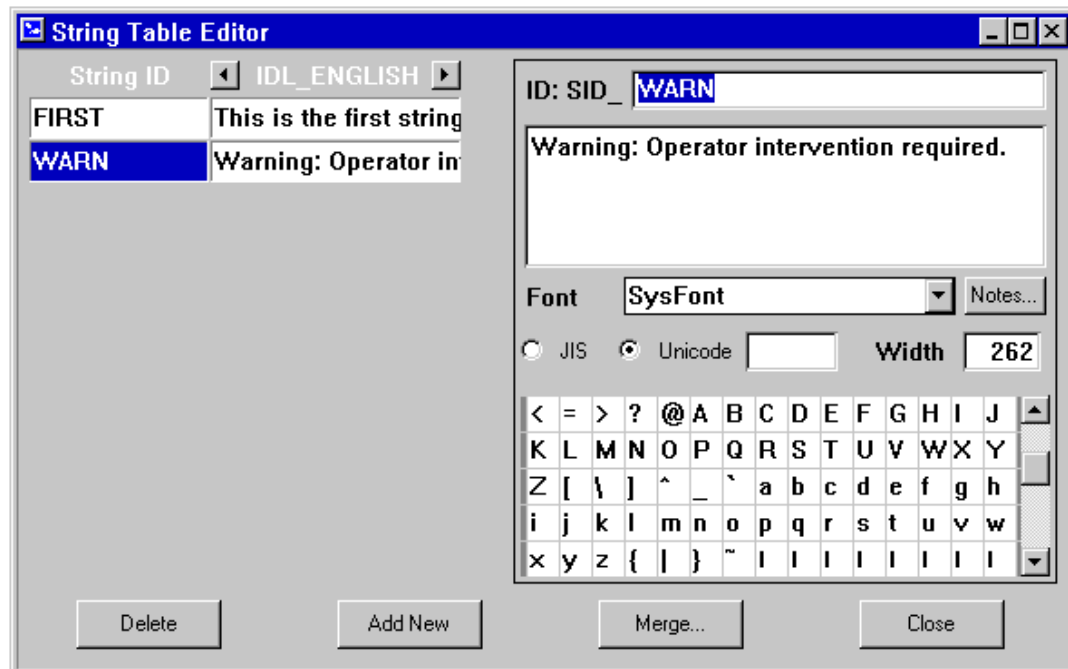 String Table Editor
String ID IDL_ENGLISH
FIRST This is the first string
WARN Warning: Operator in
ID: SID_ WARN
Warning: Operator intervention required.
Font SysFont Notes...
JIS Unicode Width 262
< = > ? @ A B C D E F G H I J
K L M N O P Q R S T U V W X Y
Z [ \ ] ^ _ ` a b c d e f g h
i j k l m n o p q r s t u v w
x y z { | } ~ I I I I I I I I
Delete Add New Merge... Close